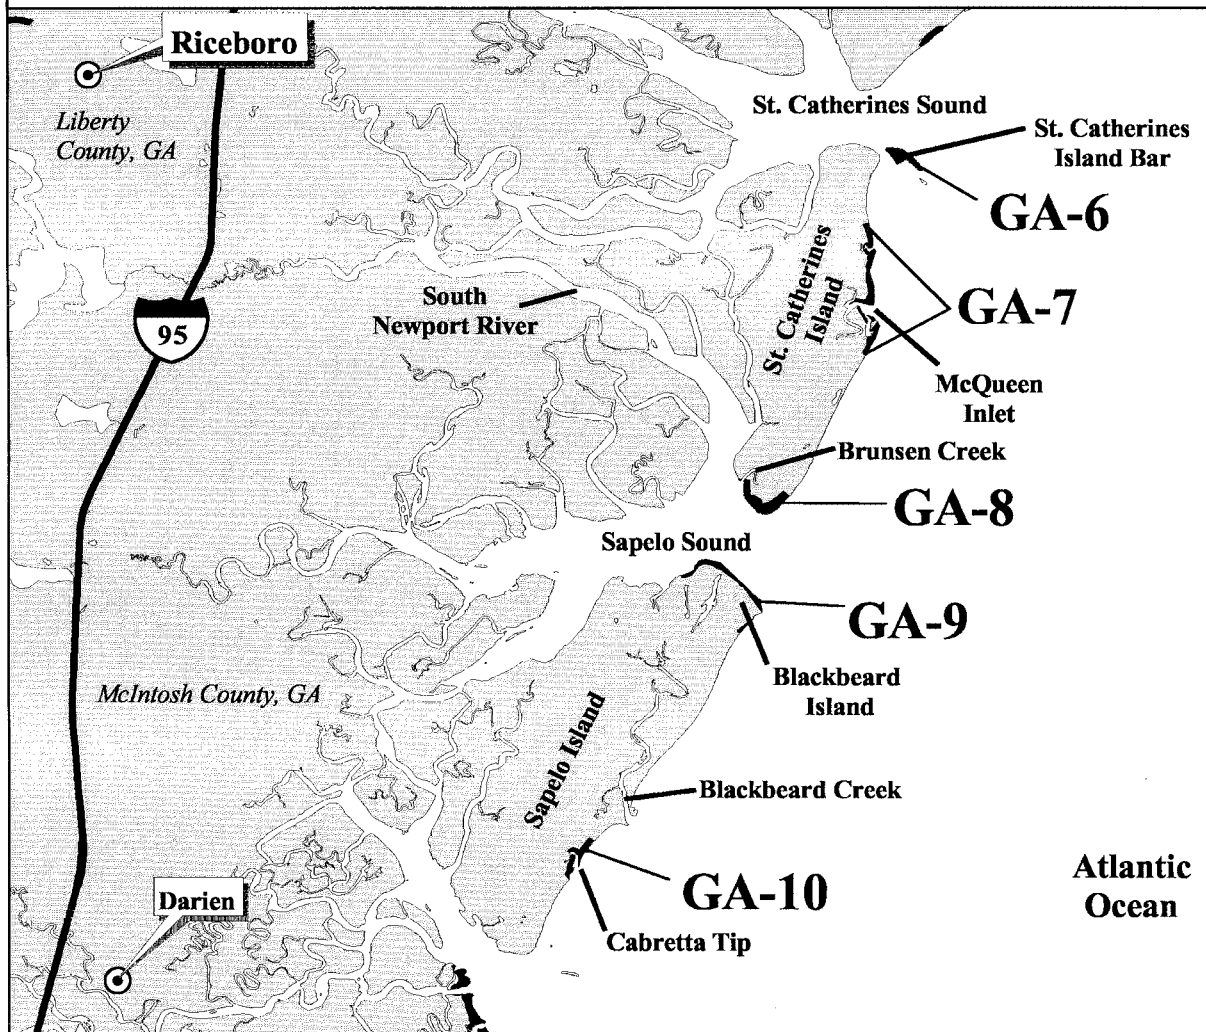 Riceboro
Liberty
County, GA
St. Catherines Sound
St. Catherines
Island Bar
GA-6
St. Catherines
Island
South
Newport River
GA-7
95
McQueen
Inlet
Brunsen Creek
GA-8
Sapelo Sound
GA-9
Blackbeard
Island
McIntosh County, GA
Sapelo Island
Blackbeard Creek
Atlantic
Ocean
GA-10
Darien
Cabretta Tip